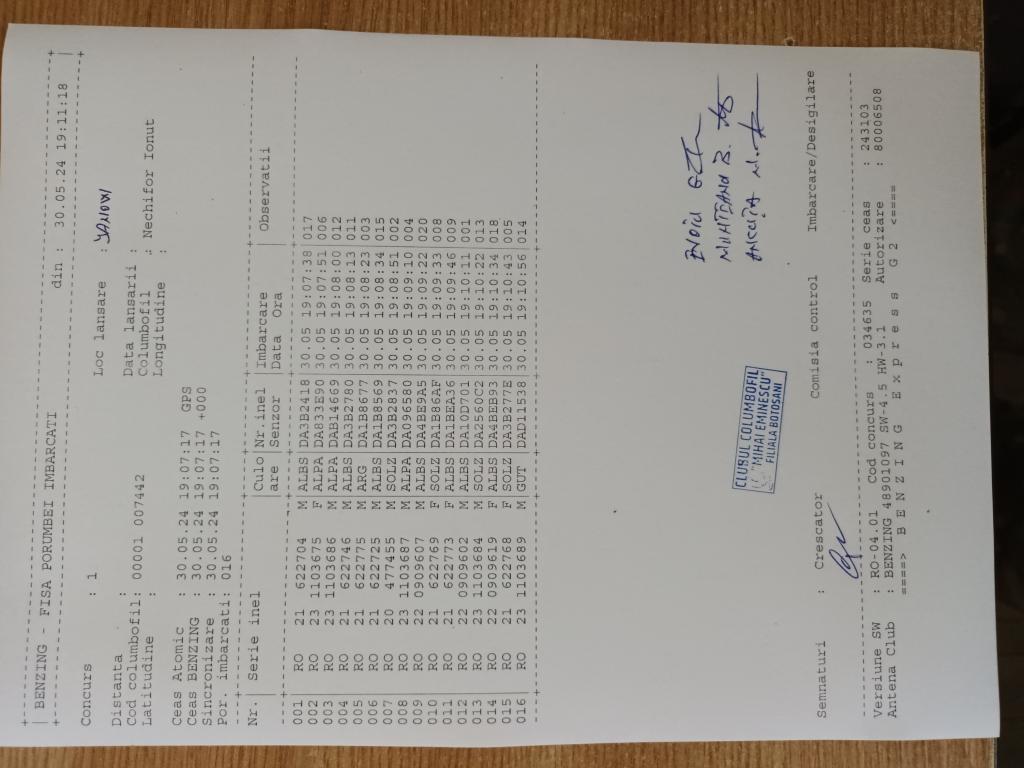 BENZING - FISA PORUMBEI IMBARCATI din : 30.05.24 19:11:18
Concurs : 1 Loc lansare : JANOW
Distanta : Data lansarii :
Cod columbofil: 00001 007442 Columbofil : Nechifor Ionut
Latitudine : Longitudine :
Ceas Atomic : 30.05.24 19:07:17 GPS
Ceas BENZING : 30.05.24 19:07:17 +000
Sincronizare : 30.05.24 19:07:17
Por. imbarcati: 016
Nr.| Serie inel |Culo|Nr.inel |Imbarcare | Observatii
|are |Senzor |Data Ora
001 RO 21 622704 M ALBS DA3B2418 30.05 19:07:38 017
002 RO 23 1103675 F ALPA DA833E90 30.05 19:07:51 006
003 RO 23 1103686 M ALPA DAB14669 30.05 19:08:00 012
004 RO 21 622746 M ALBS DA3B2780 30.05 19:08:13 011
005 RO 21 622775 M ARG DA1B8677 30.05 19:08:23 003
006 RO 21 622725 M ALBS DA1B8569 30.05 19:08:34 015
007 RO 20 477455 M SOLZ DA3B2837 30.05 19:08:51 002
008 RO 23 1103687 M ALPA DA096580 30.05 19:09:10 004
009 RO 22 0909607 M ALBS DA4BE9A5 30.05 19:09:22 020
010 RO 21 622769 F SOLZ DA1B86AF 30.05 19:09:33 008
011 RO 21 622773 F ALBS DA1BEA36 30.05 19:09:46 009
012 RO 22 0909602 M ALBS DA10D701 30.05 19:10:11 001
013 RO 23 1103684 M SOLZ DA2560C2 30.05 19:10:22 013
014 RO 22 0909619 F ALBS DA4BEB93 30.05 19:10:34 018
015 RO 21 622768 F SOLZ DA3B277E 30.05 19:10:43 005
016 RO 23 1103689 M GUT DAD11538 30.05 19:10:56 014
MUNTEANU B.
CLUBUL COLUMBOFIL
"MIHAI EMINESCU"
FILIALA BOTOSANI
Semnaturi : Crescator Comisia control Imbarcare/Desigilare
Versiune SW : RO-04.01 Cod concurs : 034635 Serie ceas : 243103
Antena Club : BENZING 48901097 SW-4.5 HW-3.1 Autorizare : 80006508
====> B E N Z I N G E x p r e s s G 2 <====